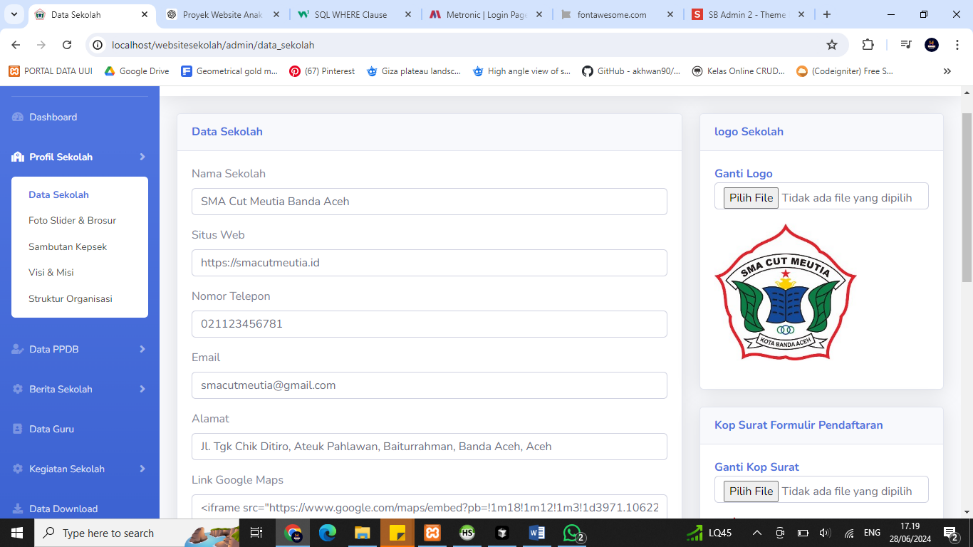 Data Sekolah
Proyek Website Anak
SQL WHERE Clause
Metronic | Login Page
fontawesome.com
SB Admin 2 - Theme
localhost/websitesekolah/admin/data_sekolah
PORTAL DATA UUI
Google Drive
Geometrical gold m...
(67) Pinterest
Giza plateau landsc...
High angle view of s...
GitHub - akhwan90/...
Kelas Online CRUD...
(Codeigniter) Free S...
Dashboard
Profil Sekolah
Data Sekolah
Foto Slider & Brosur
Sambutan Kepsek
Visi & Misi
Struktur Organisasi
Data PPDB
Berita Sekolah
Data Guru
Kegiatan Sekolah
Data Download
Data Sekolah
Nama Sekolah
SMA Cut Meutia Banda Aceh
Situs Web
https://smacutmeutia.id
Nomor Telepon
021123456781
Email
smacutmeutia@gmail.com
Alamat
Jl. Tgk Chik Ditiro, Ateuk Pahlawan, Baiturrahman, Banda Aceh, Aceh
Link Google Maps
<iframe src="https://www.google.com/maps/embed?pb=!1m18!1m12!1m3!1d3971.10622
logo Sekolah
Ganti Logo
Pilih File Tidak ada file yang dipilih
SMA CUT MEUTIA
KOTA BANDA ACEH
Kop Surat Formulir Pendaftaran
Ganti Kop Surat
Pilih File Tidak ada file yang dipilih
Type here to search
HS
2
LQ45
ENG
17.19
28/06/2024
2